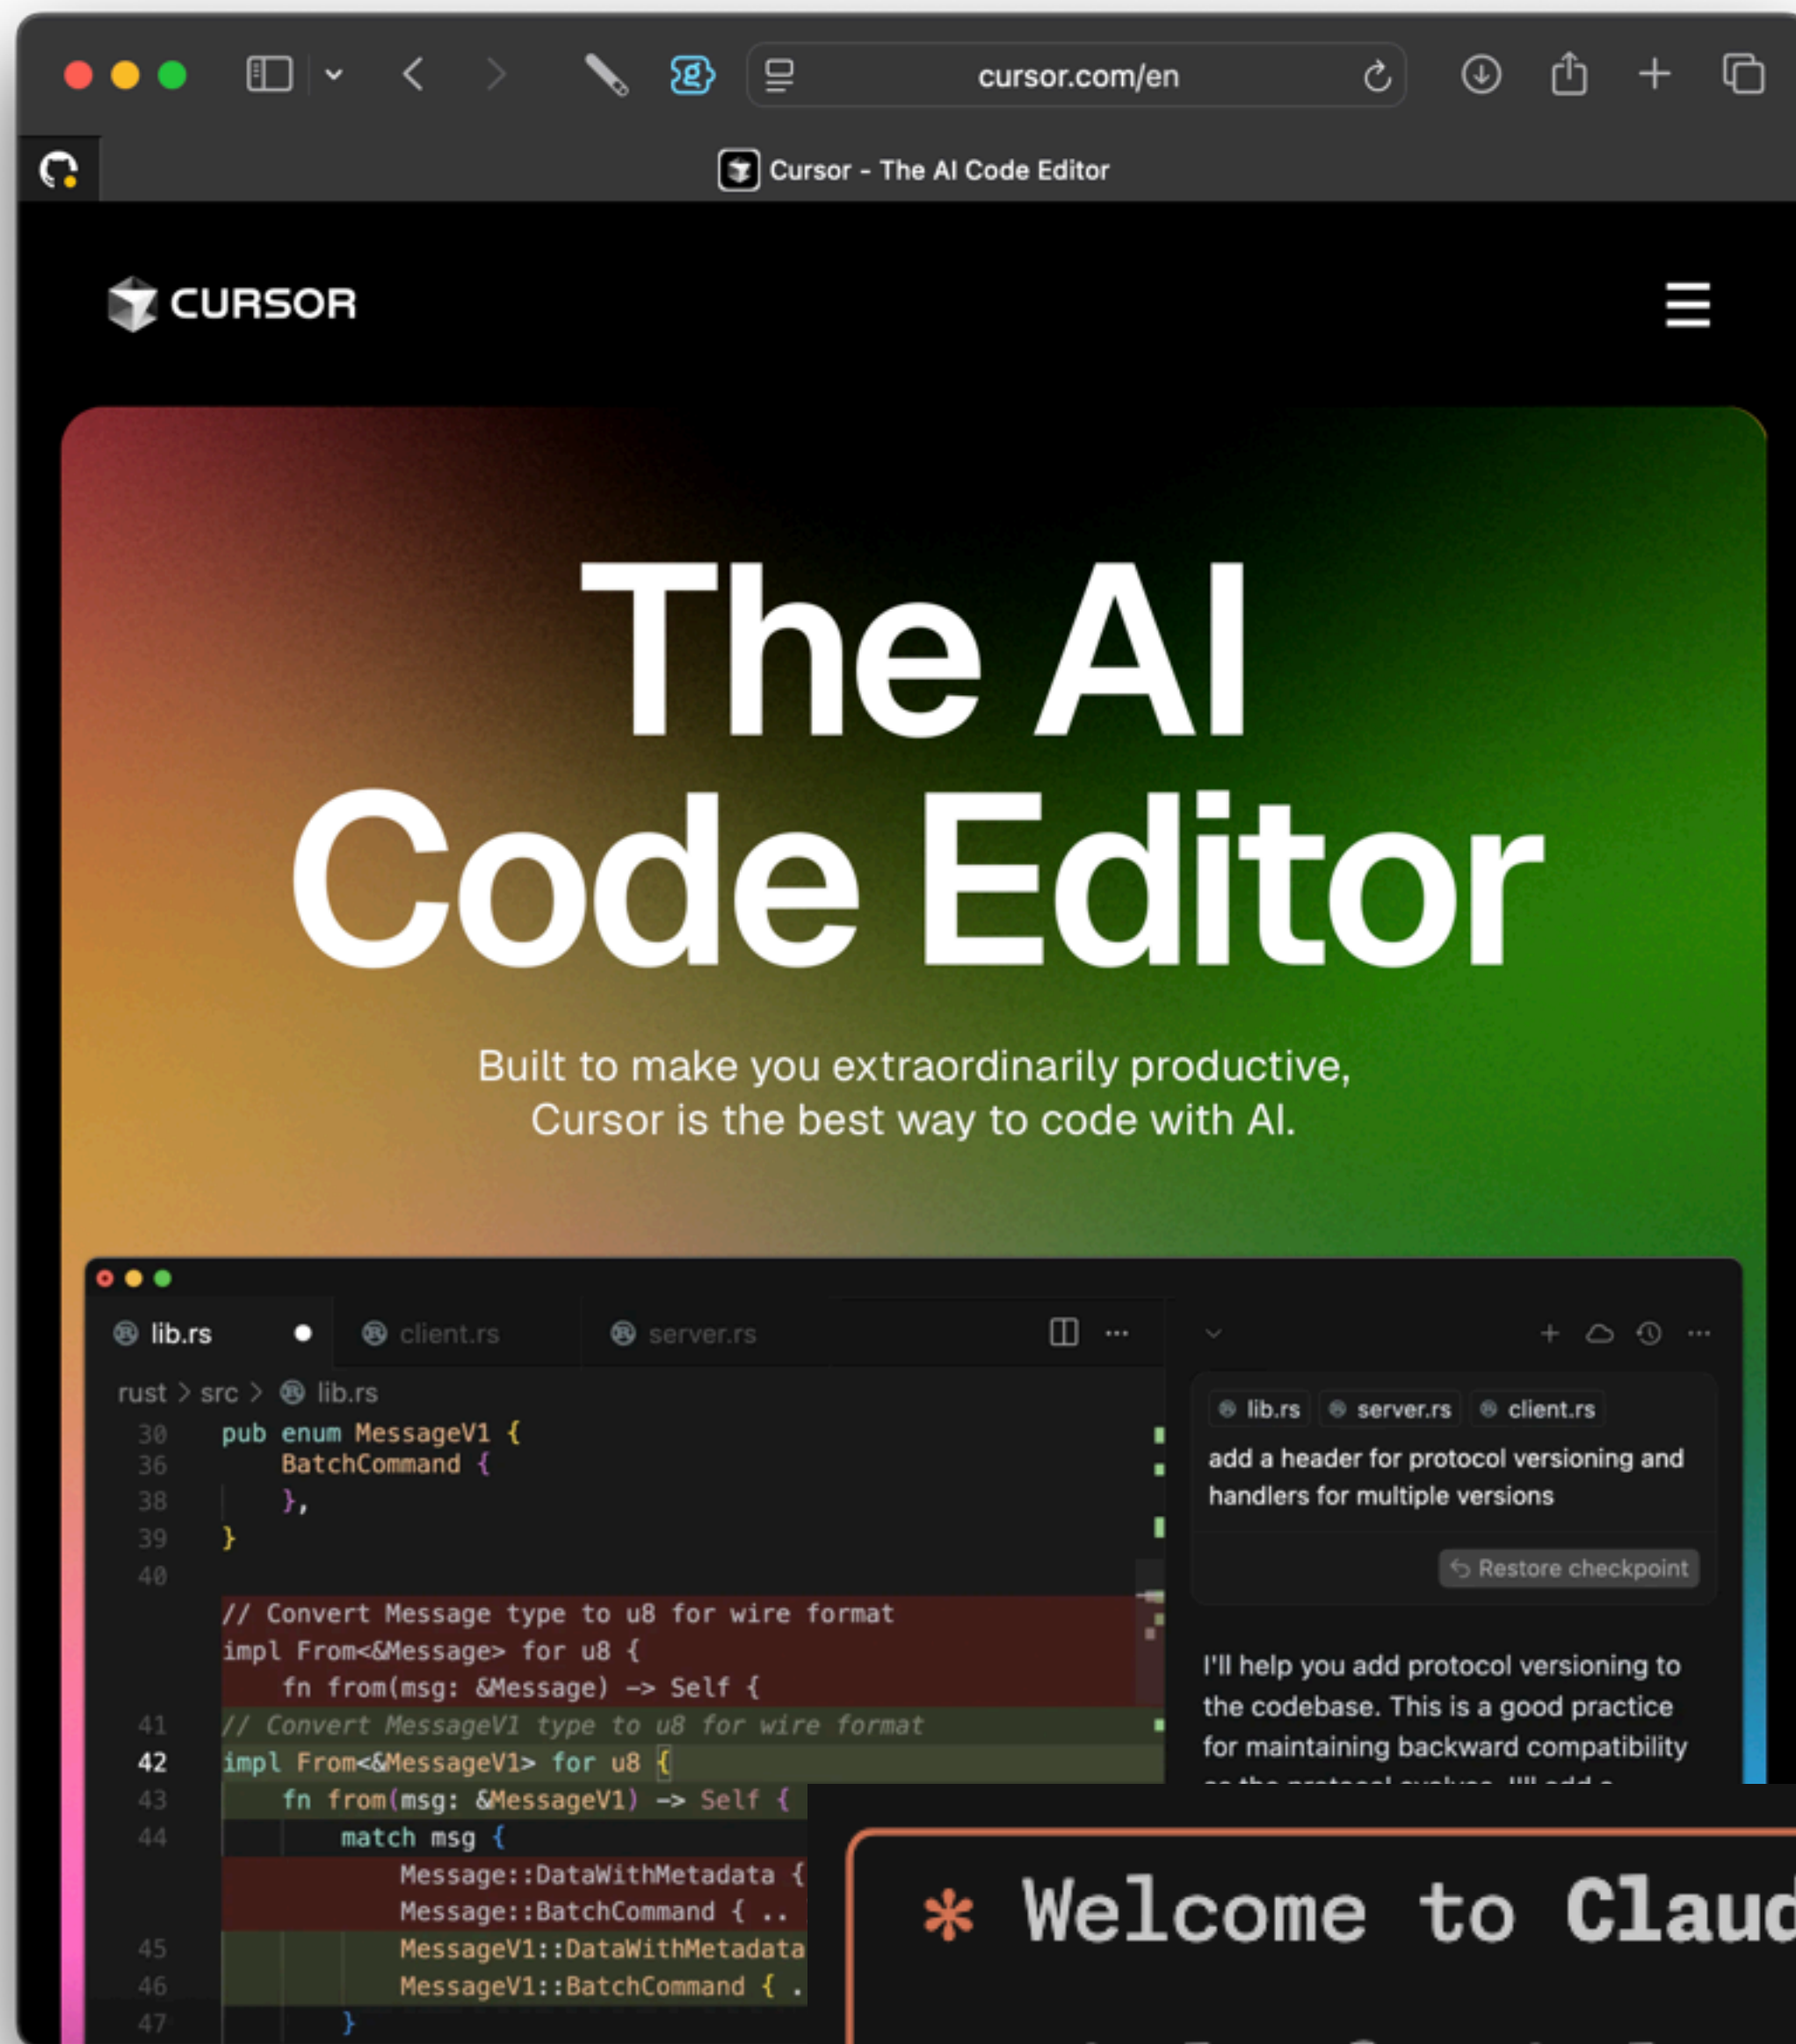 cursor.com/en
Cursor - The AI Code Editor
CURSOR
The AI
Code Editor
Built to make you extraordinarily productive,
Cursor is the best way to code with AI.
lib.rs
client.rs
server.rs
rust > src > lib.rs
30 pub enum MessageV1 {
36 BatchCommand {
38 },
39 }
40
// Convert Message type to u8 for wire format
impl From<&Message> for u8 {
fn from(msg: &Message) -> Self {
41 // Convert MessageV1 type to u8 for wire format
42 impl From<&MessageV1> for u8 {
43 fn from(msg: &MessageV1) -> Self {
44 match msg {
Message::DataWithMetadata {
Message::BatchCommand { ..
45 MessageV1::DataWithMetadata
46 MessageV1::BatchCommand { .
47 }
lib.rs server.rs client.rs
add a header for protocol versioning and
handlers for multiple versions
Restore checkpoint
I'll help you add protocol versioning to
the codebase. This is a good practice
for maintaining backward compatibility
* Welcome to Claud